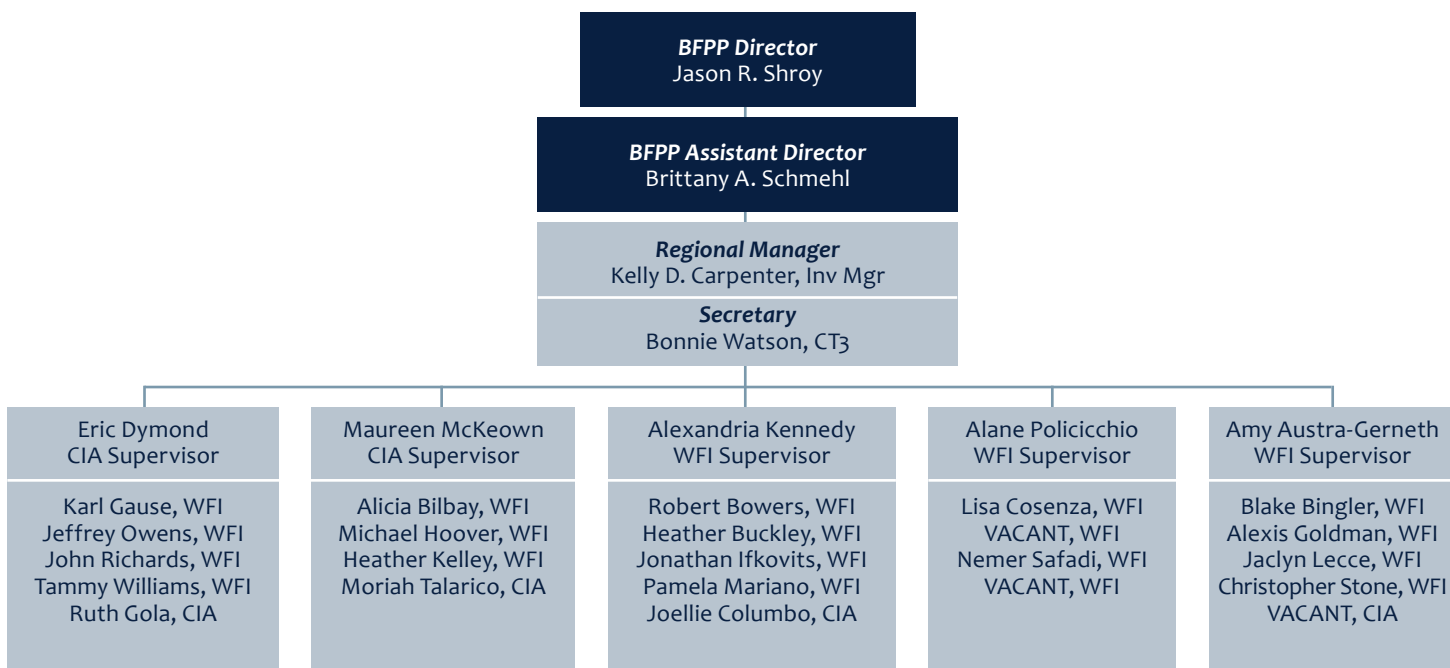 BFPP Director
Jason R. Shroy
BFPP Assistant Director
Brittany A. Schmehl
Regional Manager
Kelly D. Carpenter, Inv Mgr
Secretary
Bonnie Watson, CT3
Eric Dymond
CIA Supervisor
Karl Gause, WFI
Jeffrey Owens, WFI
John Richards, WFI
Tammy Williams, WFI
Ruth Gola, CIA
Maureen McKeown
CIA Supervisor
Alicia Bilbay, WFI
Michael Hoover, WFI
Heather Kelley, WFI
Moriah Talarico, CIA
Alexandria Kennedy
WFI Supervisor
Robert Bowers, WFI
Heather Buckley, WFI
Jonathan Ifkovits, WFI
Pamela Mariano, WFI
Joellie Columbo, CIA
Alane Policicchio
WFI Supervisor
Lisa Cosenza, WFI
VACANT, WFI
Nemer Safadi, WFI
VACANT, WFI
Amy Austra-Gerneth
WFI Supervisor
Blake Bingler, WFI
Alexis Goldman, WFI
Jaclyn Lecce, WFI
Christopher Stone, WFI
VACANT, CIA